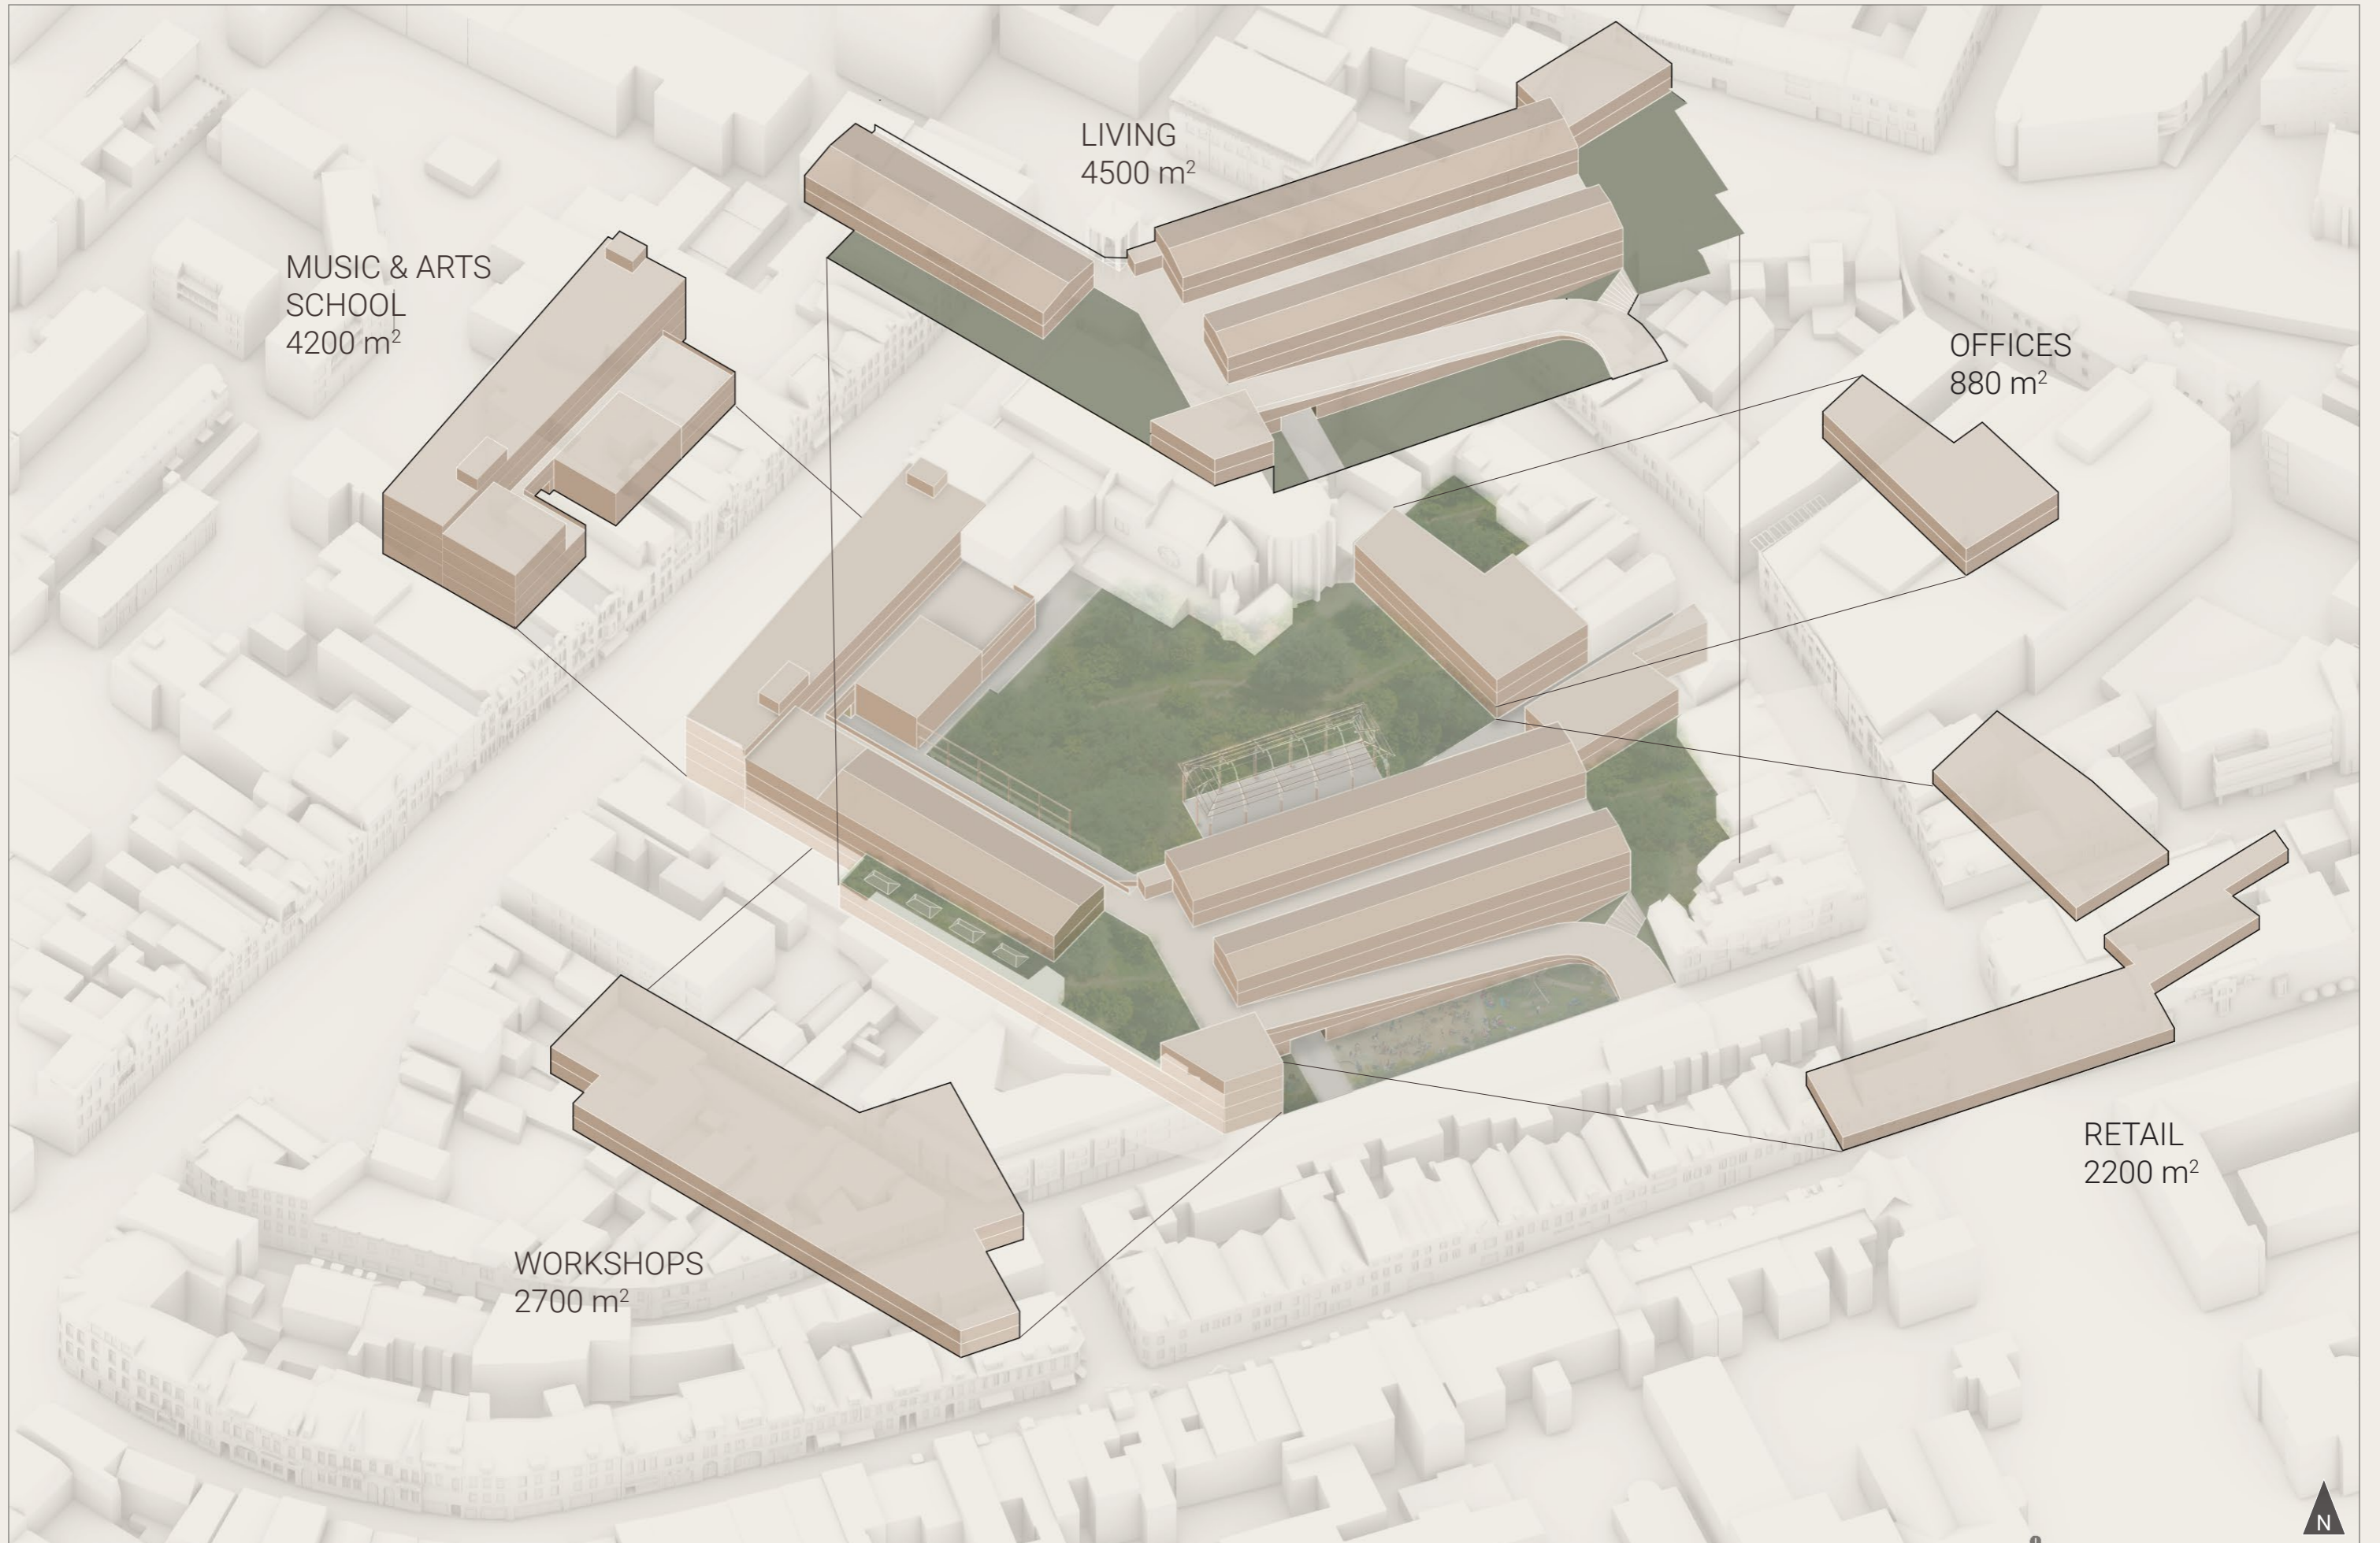 LIVING
4500 m²
MUSIC & ARTS
SCHOOL
4200 m²
OFFICES
880 m²
RETAIL
2200 m²
WORKSHOPS
2700 m²
N